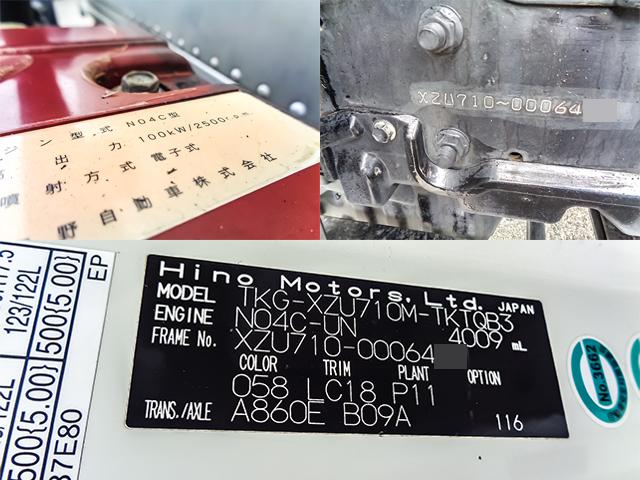 ン 型 式 N04C型
出 力 100kW/2500r.p.m
噴 射 方 式 電子式
野自動車株式会社
XZU710-00064
Hino Motors,Ltd. JAPAN
MODEL TKG-XZU710M-TKTQB3
ENGINE N04C-UN 4009 mL
FRAME No. XZU710-00064
COLOR TRIM PLANT OPTION
058 LC18 P11
TRANS./AXLE A860E B09A 116
123/122L
500(5.00)
500(5.00)
EP
37E80
No.3662